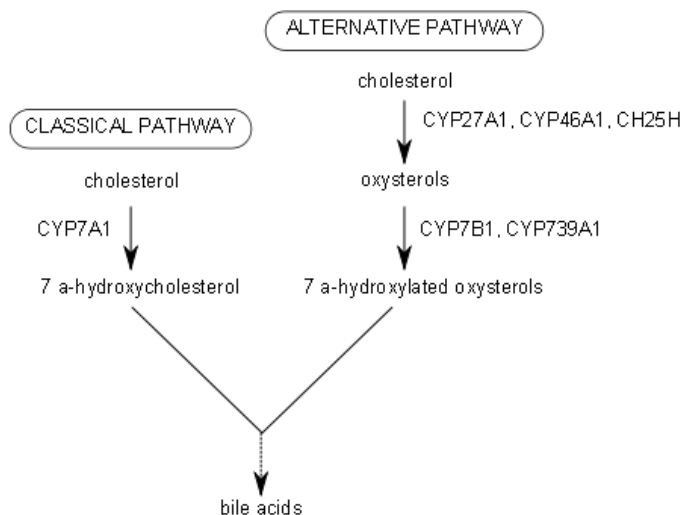 ALTERNATIVE PATHWAY
cholesterol
CYP27A1, CYP46A1, CH25H
oxysterols
CYP7B1, CYP739A1
7 a-hydroxylated oxysterols
CLASSICAL PATHWAY
cholesterol
CYP7A1
7 a-hydroxycholesterol
bile acids